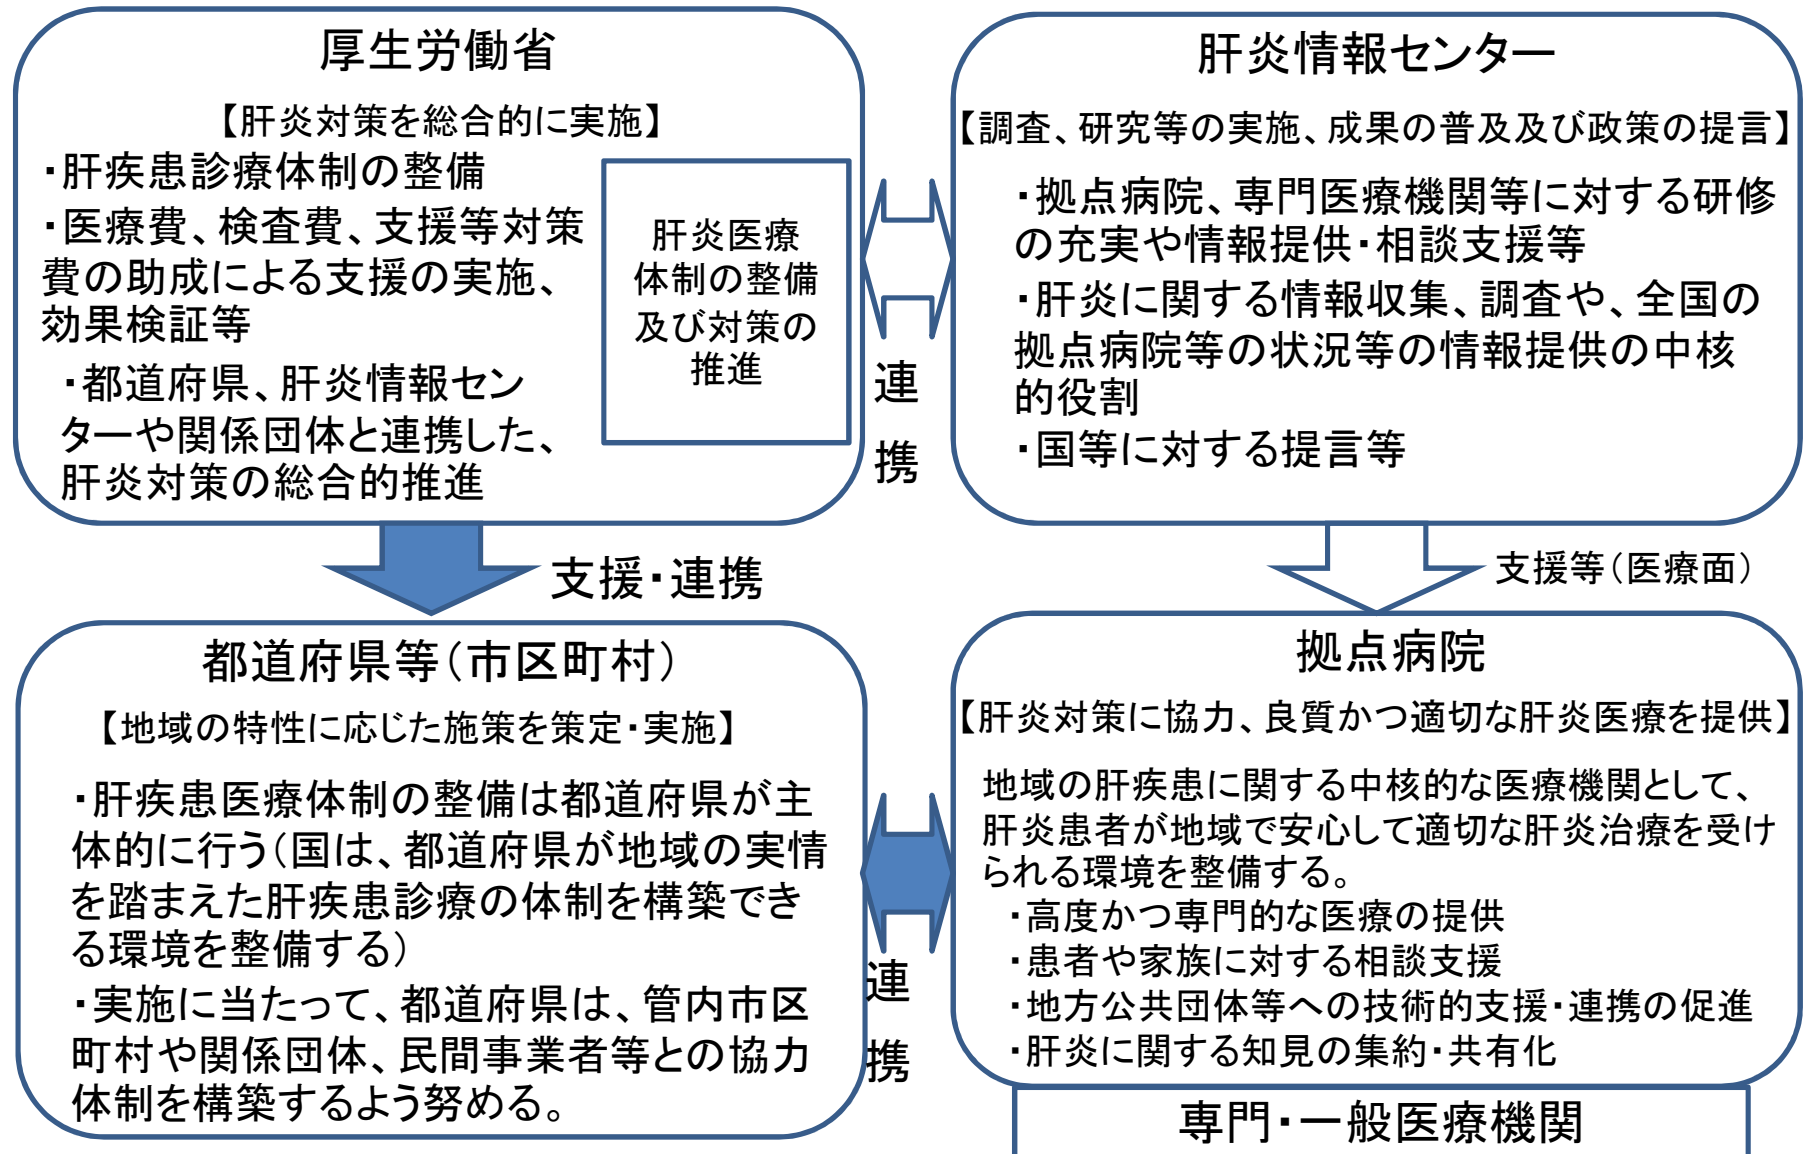 厚生労働省
【肝炎対策を総合的に実施】
・肝疾患診療体制の整備
・医療費、検査費、支援等対策
費の助成による支援の実施、
効果検証等
・都道府県、肝炎情報セン
ターや関係団体と連携した、
肝炎対策の総合的推進
肝炎医療
体制の整備
及び対策の
推進
連
携
肝炎情報センター
【調査、研究等の実施、成果の普及及び政策の提言】
・拠点病院、専門医療機関等に対する研修
の充実や情報提供・相談支援等
・肝炎に関する情報収集、調査や、全国の
拠点病院等の状況等の情報提供の中核
的役割
・国等に対する提言等
支援・連携
支援等（医療面）
都道府県等（市区町村）
【地域の特性に応じた施策を策定・実施】
・肝疾患医療体制の整備は都道府県が主
体的に行う（国は、都道府県が地域の実情
を踏まえた肝疾患診療の体制を構築でき
る環境を整備する）
・実施に当たって、都道府県は、管内市区
町村や関係団体、民間事業者等との協力
体制を構築するよう努める。
連
携
拠点病院
【肝炎対策に協力、良質かつ適切な肝炎医療を提供】
地域の肝疾患に関する中核的な医療機関として、
肝炎患者が地域で安心して適切な肝炎治療を受け
られる環境を整備する。
・高度かつ専門的な医療の提供
・患者や家族に対する相談支援
・地方公共団体等への技術的支援・連携の促進
・肝炎に関する知見の集約・共有化
専門・一般医療機関